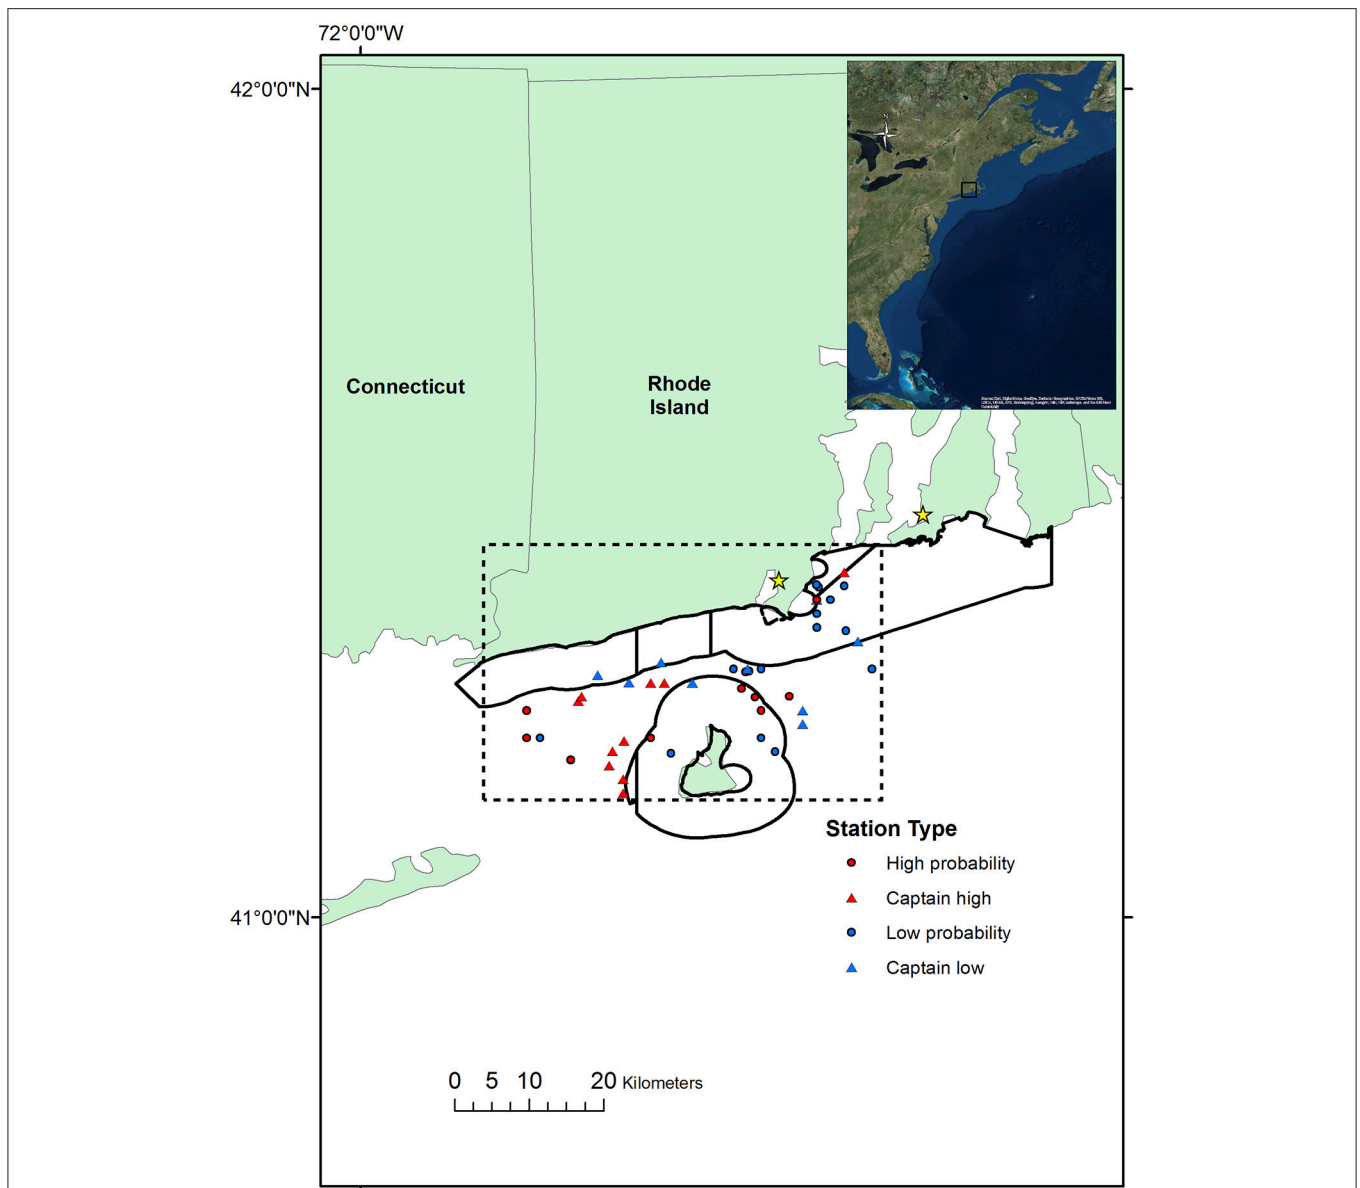 72°0'0"W
42°0'0"N
N
Connecticut
Rhode
Island
Station Type
High probability
Captain high
Low probability
Captain low
41°0'0"N
0 5 10 20 Kilometers